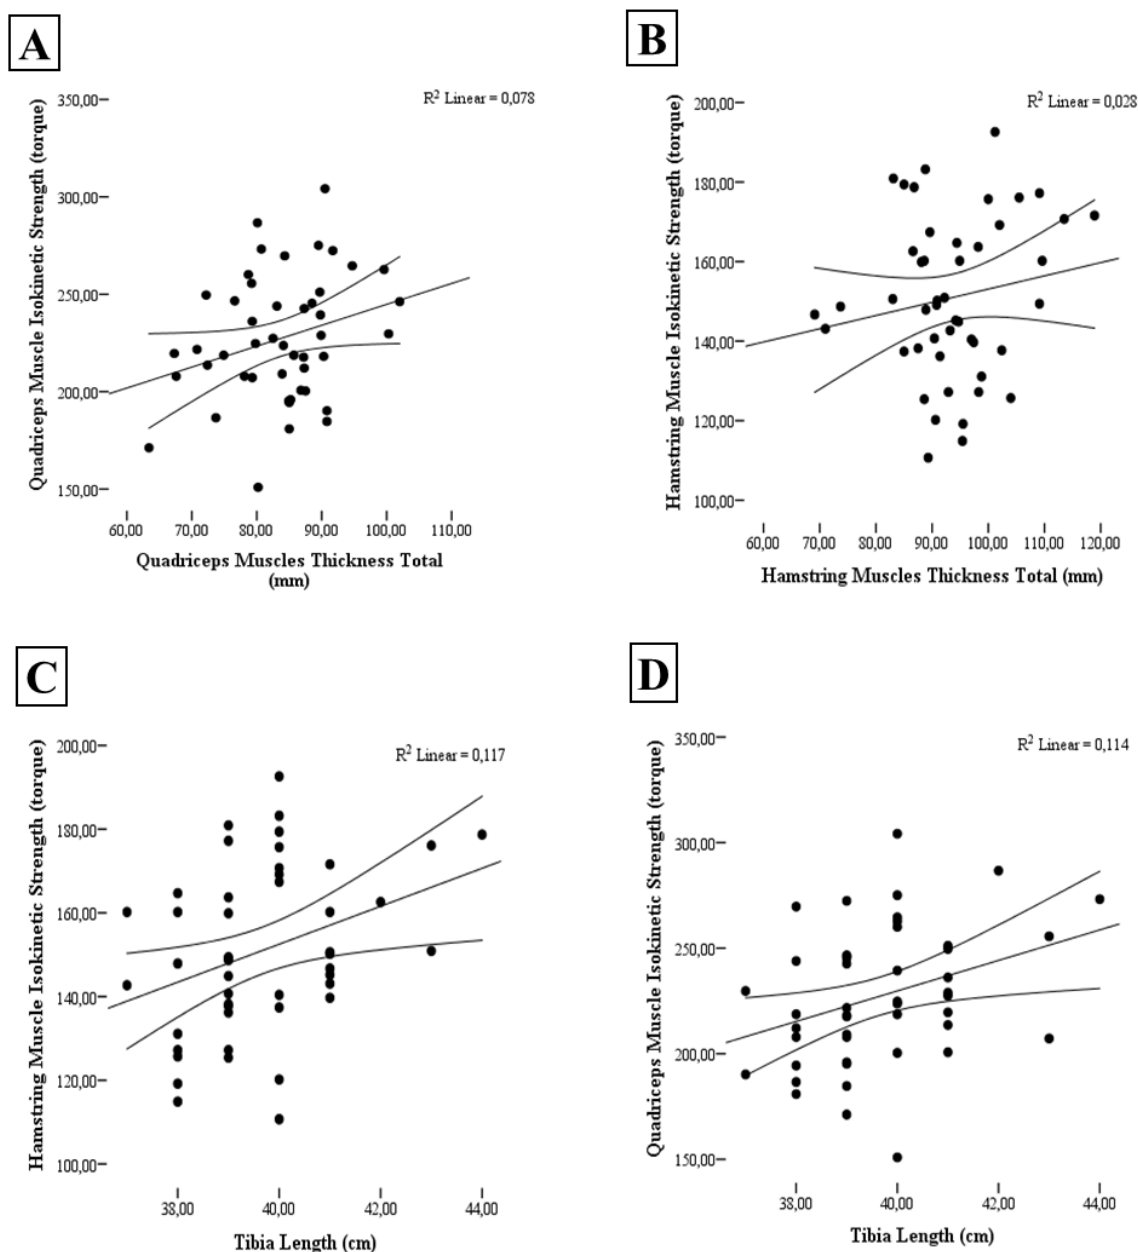 A
R² Linear = 0,078
Quadriceps Muscle Isokinetic Strength (torque)
350,00
300,00
250,00
200,00
150,00
60,00 70,00 80,00 90,00 100,00 110,00
Quadriceps Muscles Thickness Total
(mm)
B
R² Linear = 0,028
Hamstring Muscle Isokinetic Strength (torque)
200,00
180,00
160,00
140,00
120,00
100,00
60,00 70,00 80,00 90,00 100,00 110,00 120,00
Hamstring Muscles Thickness Total (mm)
C
R² Linear = 0,117
Hamstring Muscle Isokinetic Strength (torque)
200,00
180,00
160,00
140,00
120,00
100,00
38,00 40,00 42,00 44,00
Tibia Length (cm)
D
R² Linear = 0,114
Quadriceps Muscle Isokinetic Strength (torque)
350,00
300,00
250,00
200,00
150,00
38,00 40,00 42,00 44,00
Tibia Length (cm)